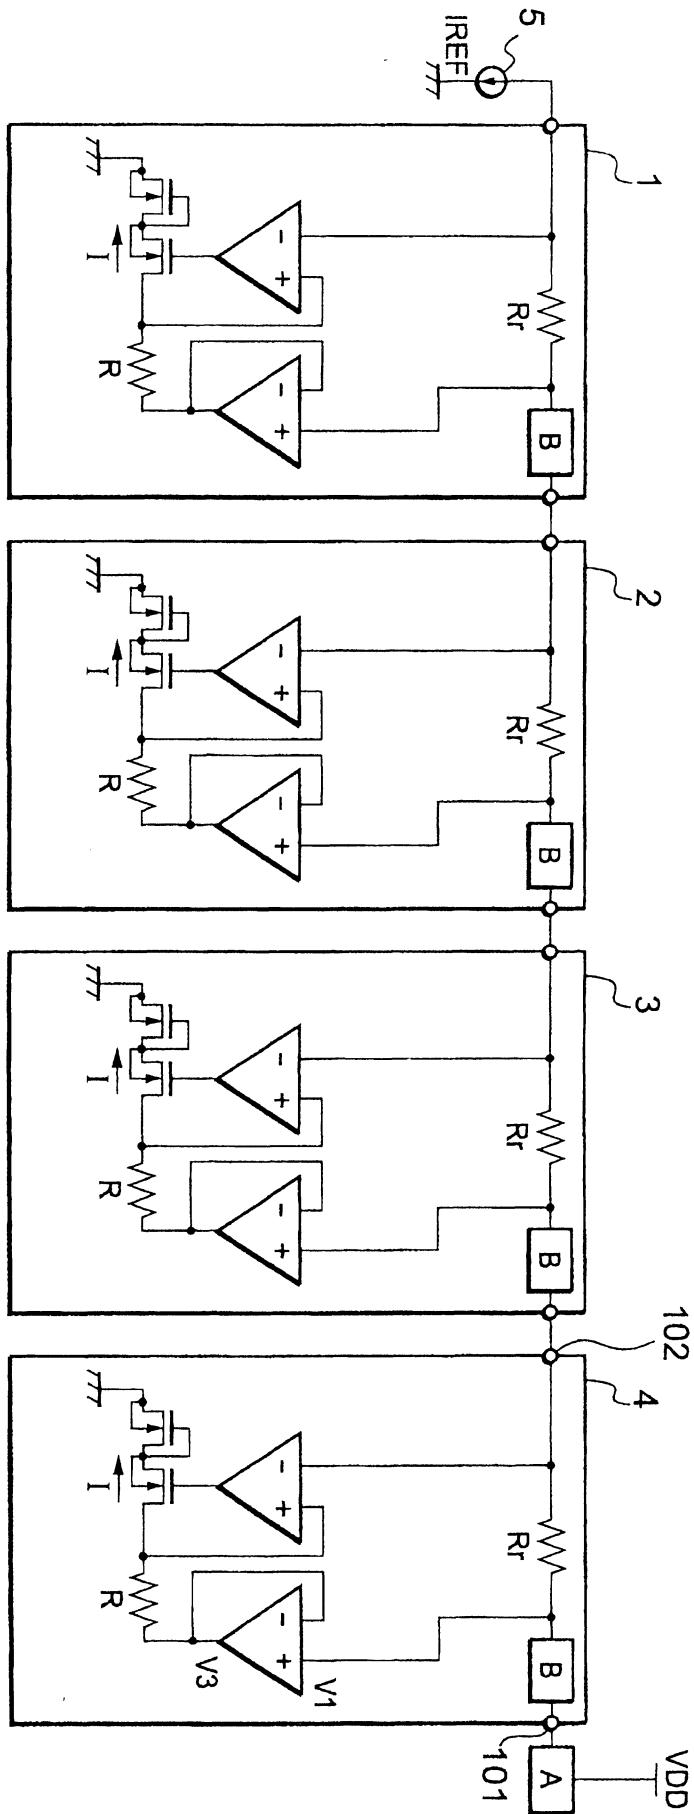 5
IREF
1
Rr
B
− +
− +
I
R
2
Rr
B
− +
− +
I
R
3
Rr
B
− +
− +
I
R
102
4
Rr
B
− +
− +
V1
V3
I
R
VDD
A
101